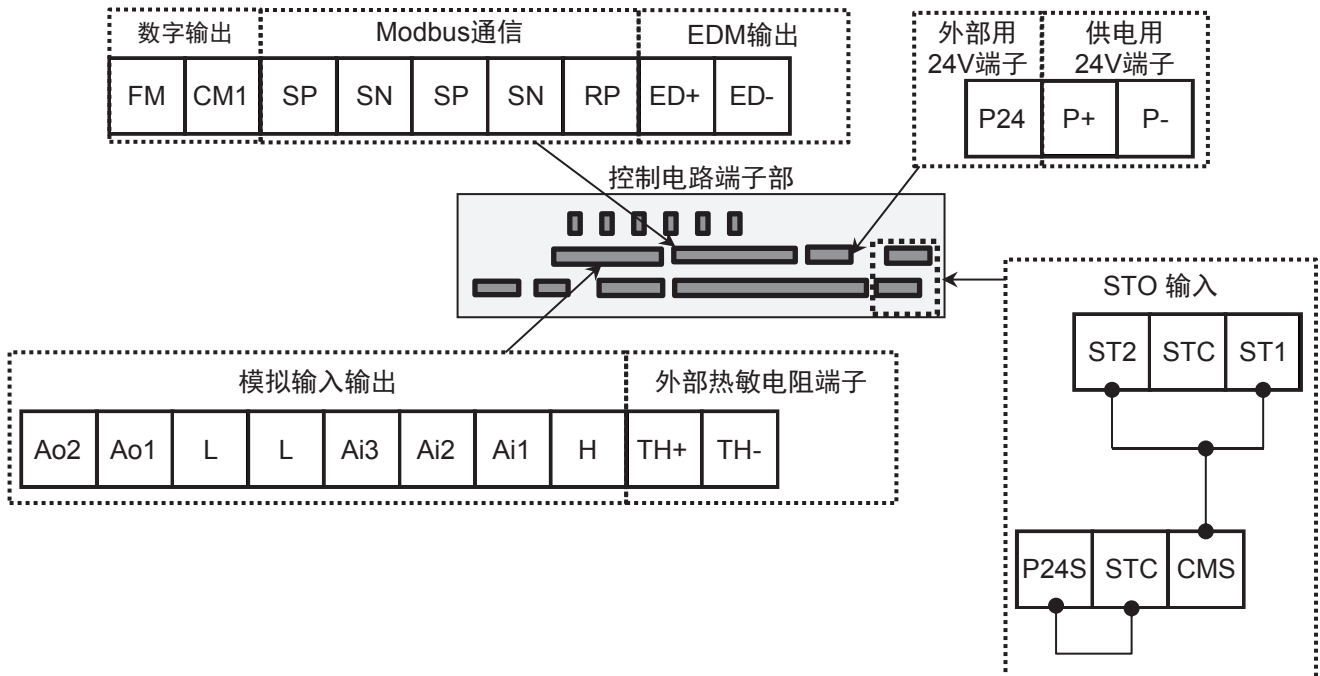 数字输出 Modbus通信 EDM输出
FM CM1 SP SN SP SN RP ED+ ED-
外部用 供电用
24V端子 24V端子
P24 P+ P-
控制电路端子部
模拟输入输出 外部热敏电阻端子
Ao2 Ao1 L L Ai3 Ai2 Ai1 H TH+ TH-
STO 输入
ST2 STC ST1
P24S STC CMS